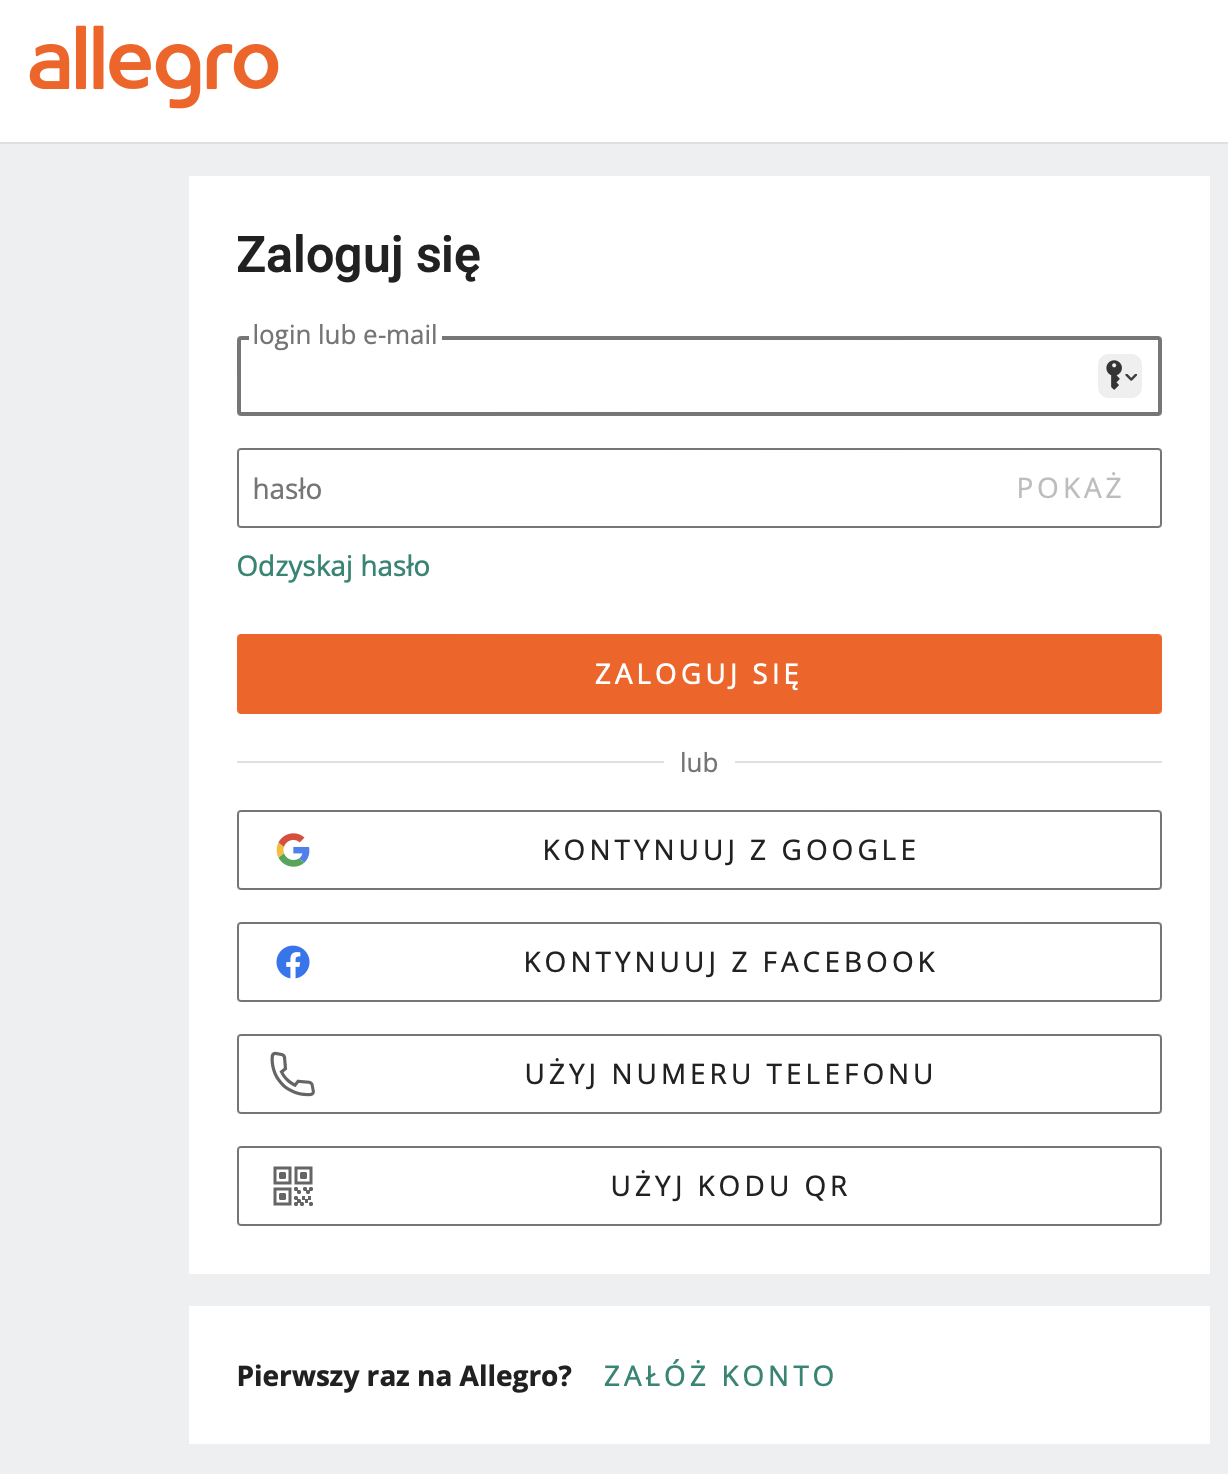 allegro
Zaloguj się
login lub e-mail
hasło POKAŻ
Odzyskaj hasło
ZALOGUJ SIĘ
lub
KONTYNUUJ Z GOOGLE
KONTYNUUJ Z FACEBOOK
UŻYJ NUMERU TELEFONU
UŻYJ KODU QR
Pierwszy raz na Allegro? ZAŁÓŻ KONTO